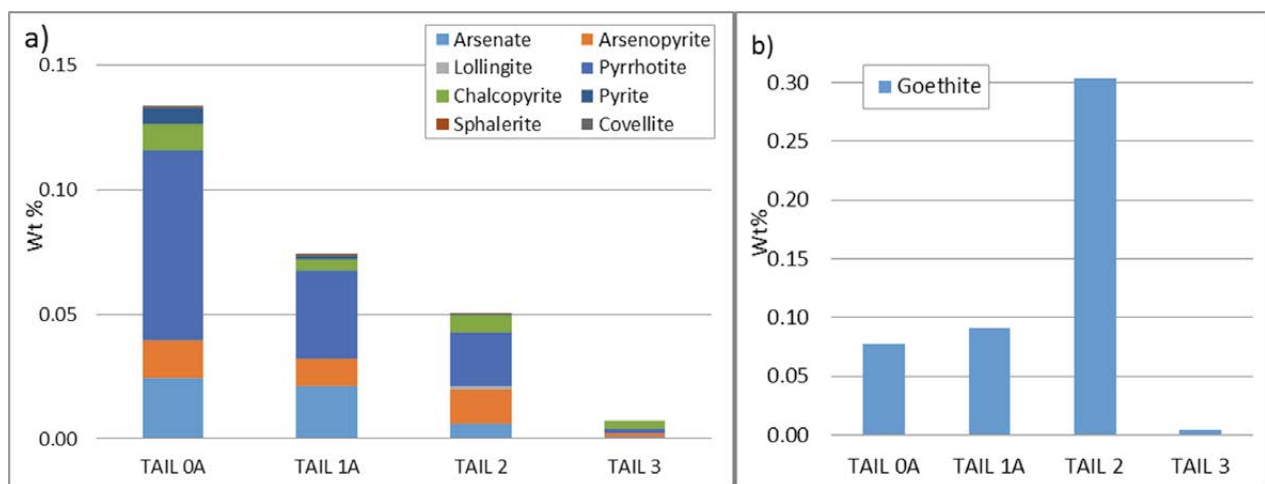 a)
Arsenate Arsenopyrite
Lollingite Pyrrhotite
Chalcopyrite Pyrite
Sphalerite Covellite
0.15
0.10
0.05
0.00
Wt %
TAIL 0A TAIL 1A TAIL 2 TAIL 3
b)
Goethite
0.30
0.25
0.20
0.15
0.10
0.05
0.00
Wt%
TAIL 0A TAIL 1A TAIL 2 TAIL 3